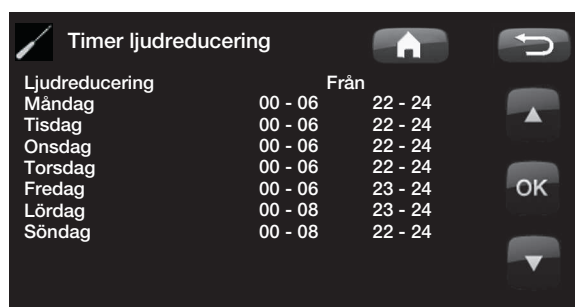 Timer ljudreducering
Ljudreducering Från
Måndag 00 - 06 22 - 24
Tisdag 00 - 06 22 - 24
Onsdag 00 - 06 22 - 24
Torsdag 00 - 06 22 - 24
Fredag 00 - 06 23 - 24
Lördag 00 - 08 23 - 24
Söndag 00 - 08 22 - 24
OK